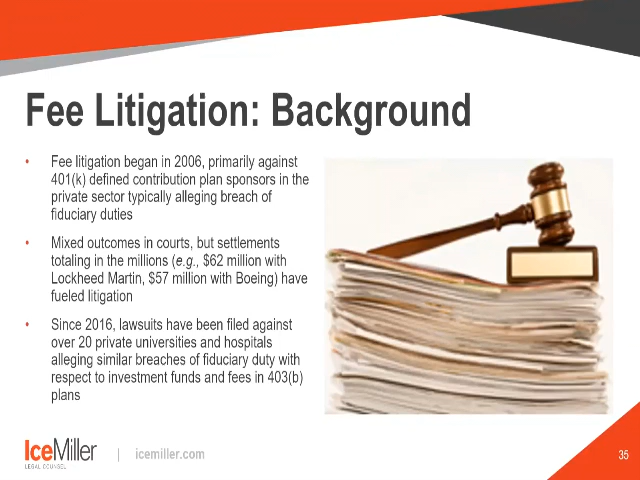 Fee Litigation: Background
• Fee litigation began in 2006, primarily against
401(k) defined contribution plan sponsors in the
private sector typically alleging breach of
fiduciary duties
• Mixed outcomes in courts, but settlements
totaling in the millions (e.g., $62 million with
Lockheed Martin, $57 million with Boeing) have
fueled litigation
• Since 2016, lawsuits have been filed against
over 20 private universities and hospitals
alleging similar breaches of fiduciary duty with
respect to investment funds and fees in 403(b)
plans
IceMiller
LEGAL COUNSEL
| icemiller.com
35